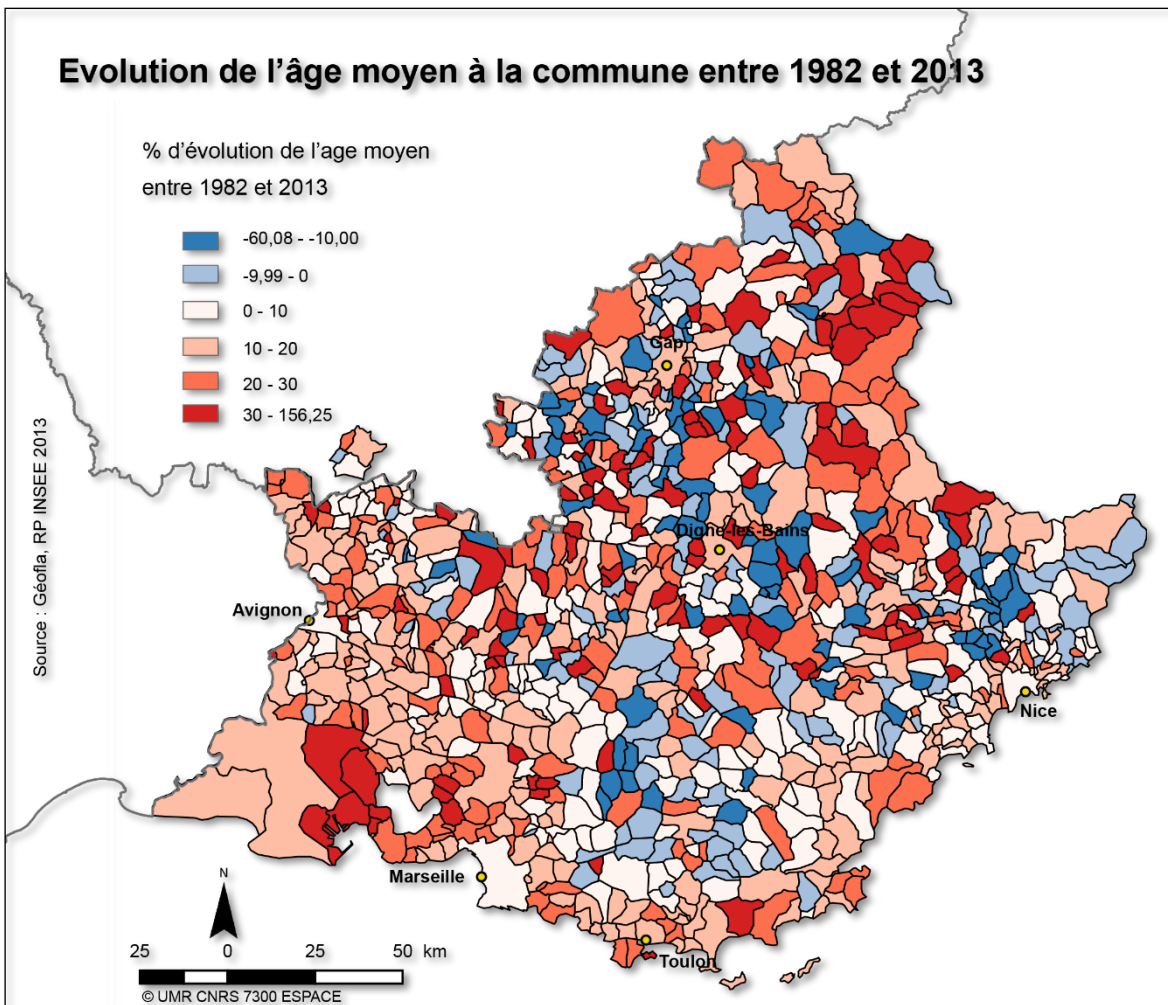 Evolution de l'âge moyen à la commune entre 1982 et 2013
% d'évolution de l'age moyen
entre 1982 et 2013
-60,08 - -10,00
-9,99 - 0
0 - 10
10 - 20
20 - 30
30 - 156,25
Gap
Digne-les-Bains
Avignon
Nice
Marseille
Toulon
Source : Géofla, RP INSEE 2013
N
25 0 25 50 km
© UMR CNRS 7300 ESPACE